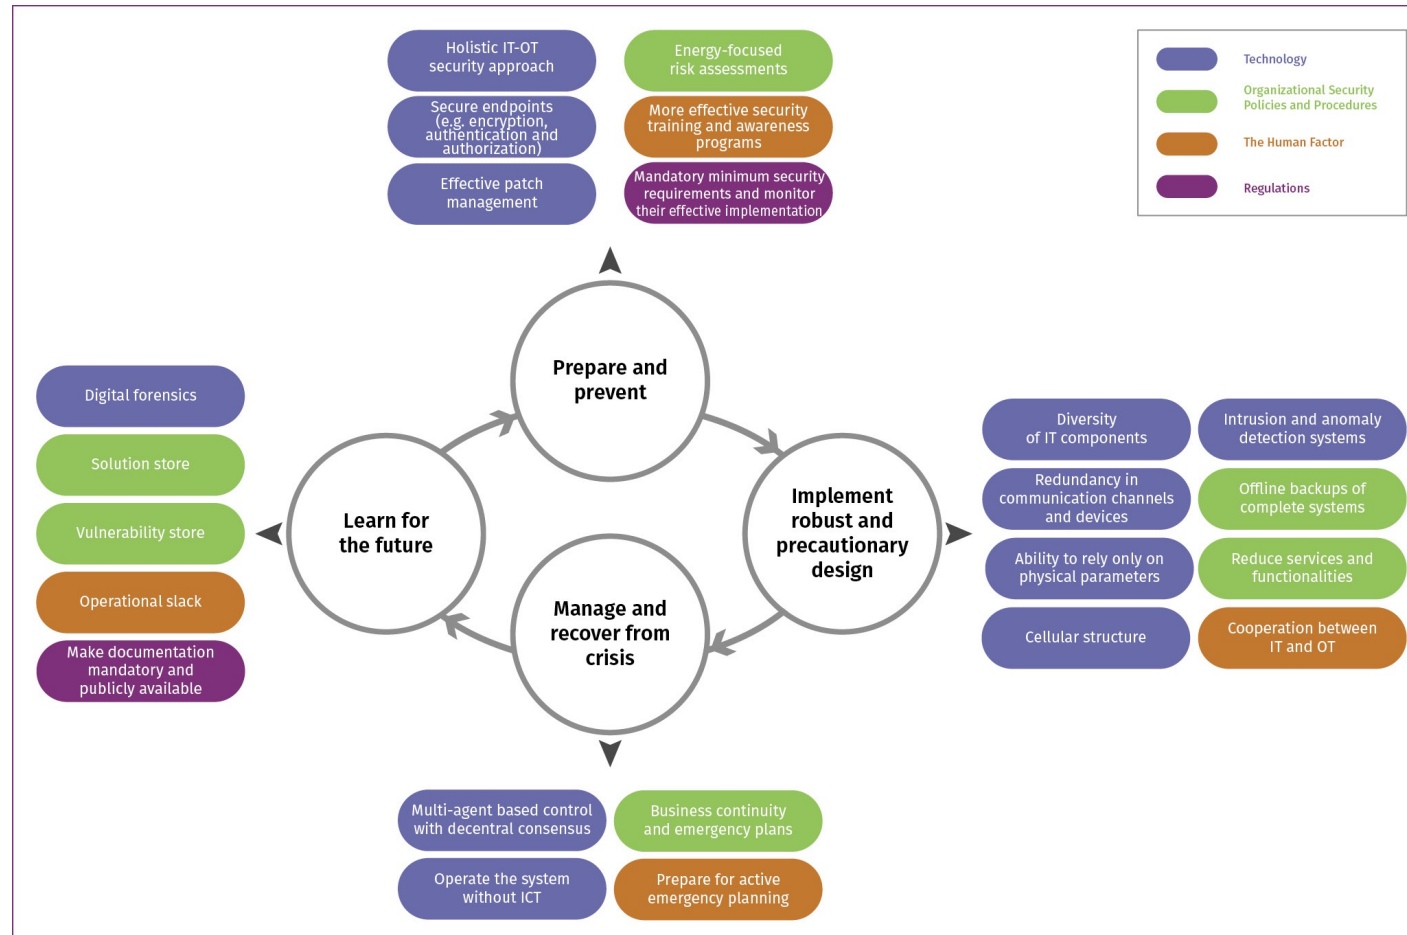 Holistic IT-OT
security approach
Secure endpoints
(e.g. encryption,
authentication and
authorization)
Effective patch
management
Energy-focused
risk assessments
More effective security
training and awareness
programs
Mandatory minimum security
requirements and monitor
their effective implementation
Technology
Organizational Security
Policies and Procedures
The Human Factor
Regulations
Prepare and
prevent
Implement
robust and
precautionary
design
Manage and
recover from
crisis
Learn for
the future
Digital forensics
Solution store
Vulnerability store
Operational slack
Make documentation
mandatory and
publicly available
Diversity
of IT components
Redundancy in
communication channels
and devices
Ability to rely only on
physical parameters
Cellular structure
Intrusion and anomaly
detection systems
Offline backups of
complete systems
Reduce services and
functionalities
Cooperation between
IT and OT
Multi-agent based control
with decentral consensus
Operate the system
without ICT
Business continuity
and emergency plans
Prepare for active
emergency planning